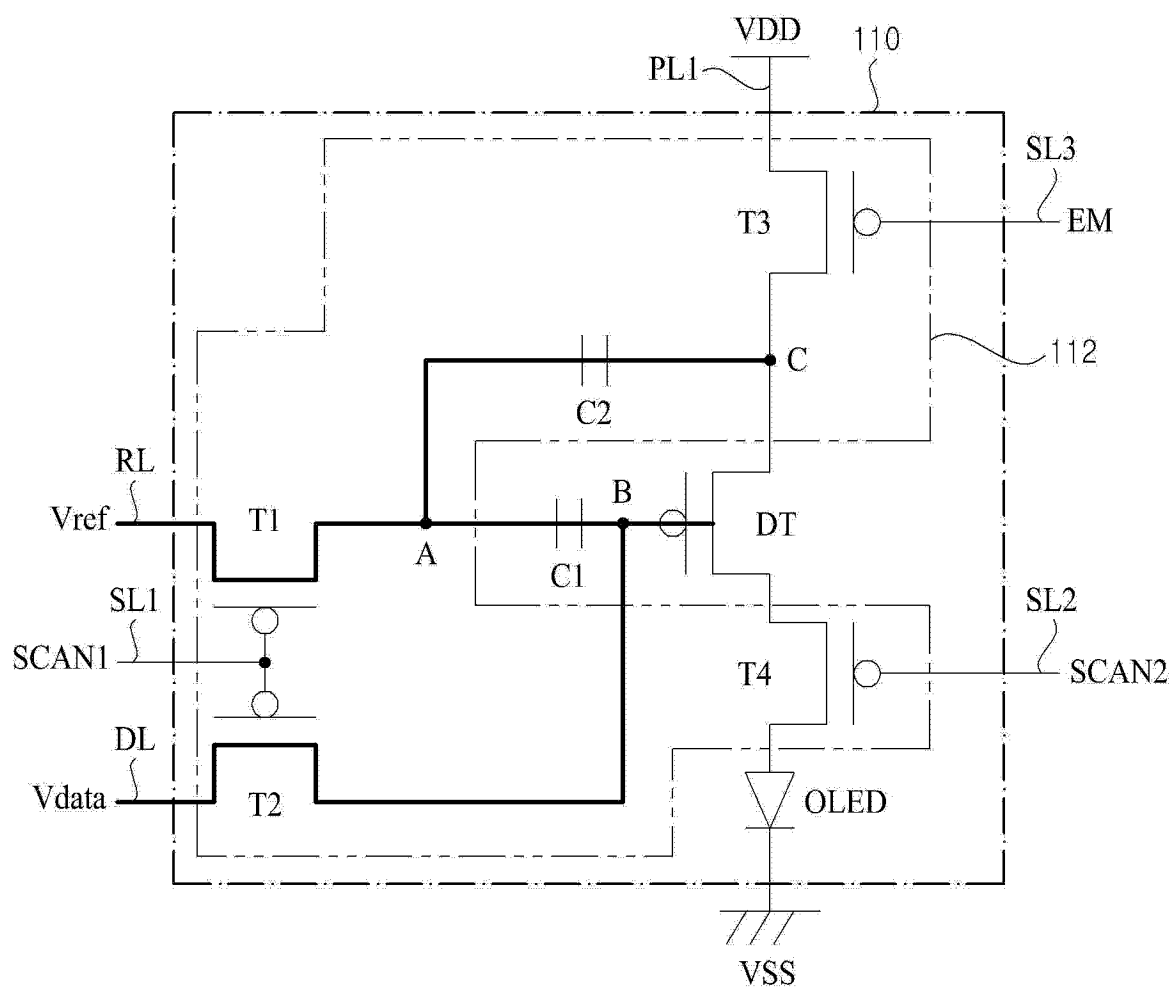 VDD
110
PL1
SL3
T3
EM
C
112
C2
RL
B
Vref
T1
DT
A
C1
SL1
SL2
SCAN1
T4
SCAN2
DL
Vdata
T2
OLED
VSS